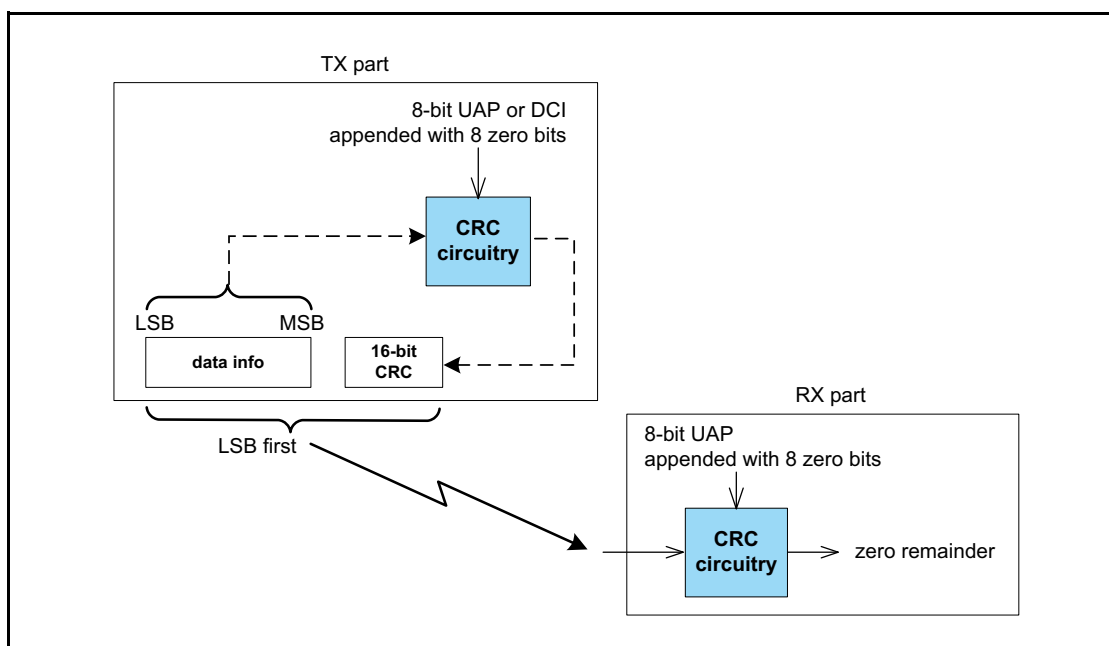 TX part
8-bit UAP or DCI
appended with 8 zero bits
CRC
circuitry
LSB
MSB
data info
16-bit
CRC
LSB first
RX part
8-bit UAP
appended with 8 zero bits
CRC
circuitry
zero remainder